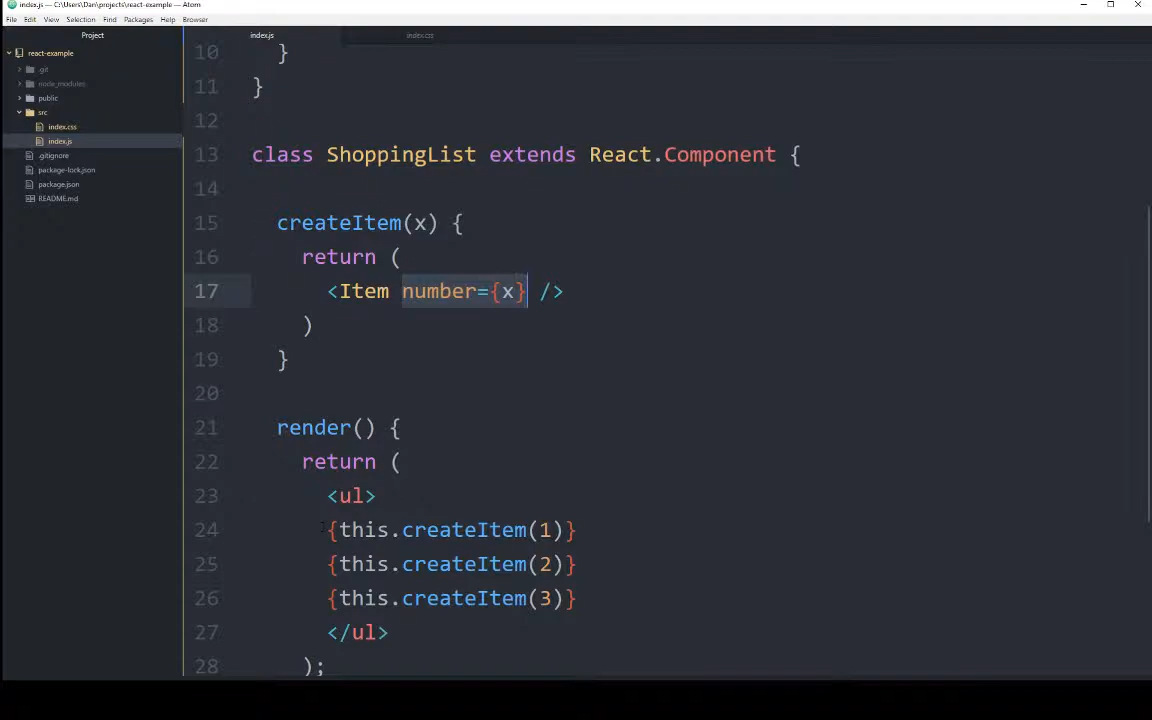 index.js — C:\Users\Dan\projects\react-example — Atom
File Edit View Selection Find Packages Help Browser
Project
react-example
.git
node_modules
public
src
index.css
index.js
.gitignore
package-lock.json
package.json
README.md
index.js index.css
10 }
11 }
12
13 class ShoppingList extends React.Component {
14
15 createItem(x) {
16 return (
17 <Item number={x} />
18 )
19 }
20
21 render() {
22 return (
23 <ul>
24 {this.createItem(1)}
25 {this.createItem(2)}
26 {this.createItem(3)}
27 </ul>
28 );